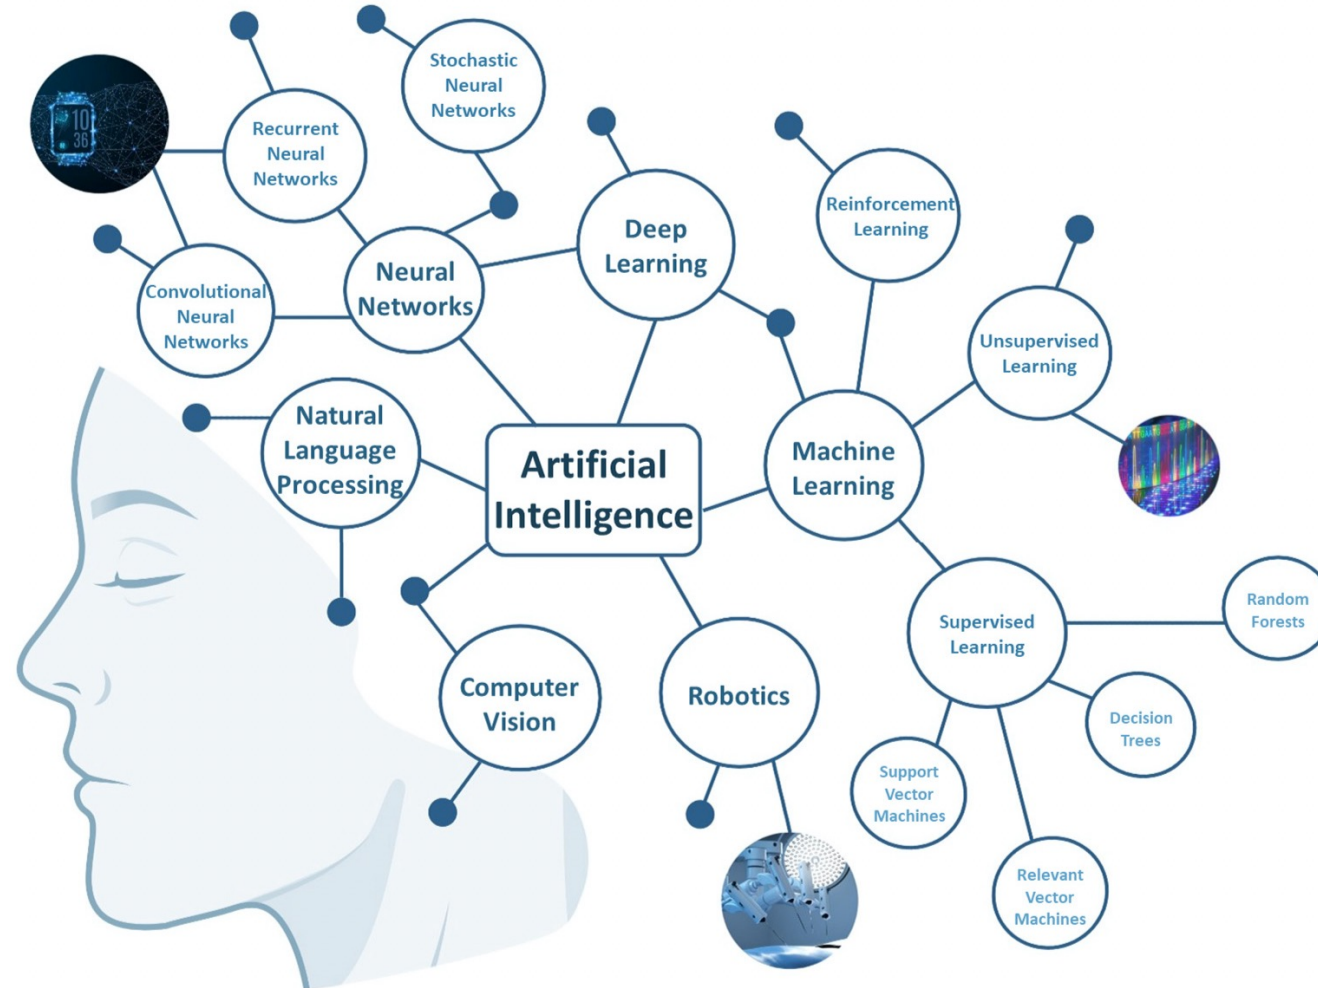 Stochastic
Neural
Networks
Recurrent
Neural
Networks
10
36
Reinforcement
Learning
Deep
Learning
Neural
Networks
Convolutional
Neural
Networks
Unsupervised
Learning
Natural
Language
Processing
Artificial
Intelligence
Machine
Learning
Random
Forests
Supervised
Learning
Computer
Vision
Robotics
Decision
Trees
Support
Vector
Machines
Relevant
Vector
Machines